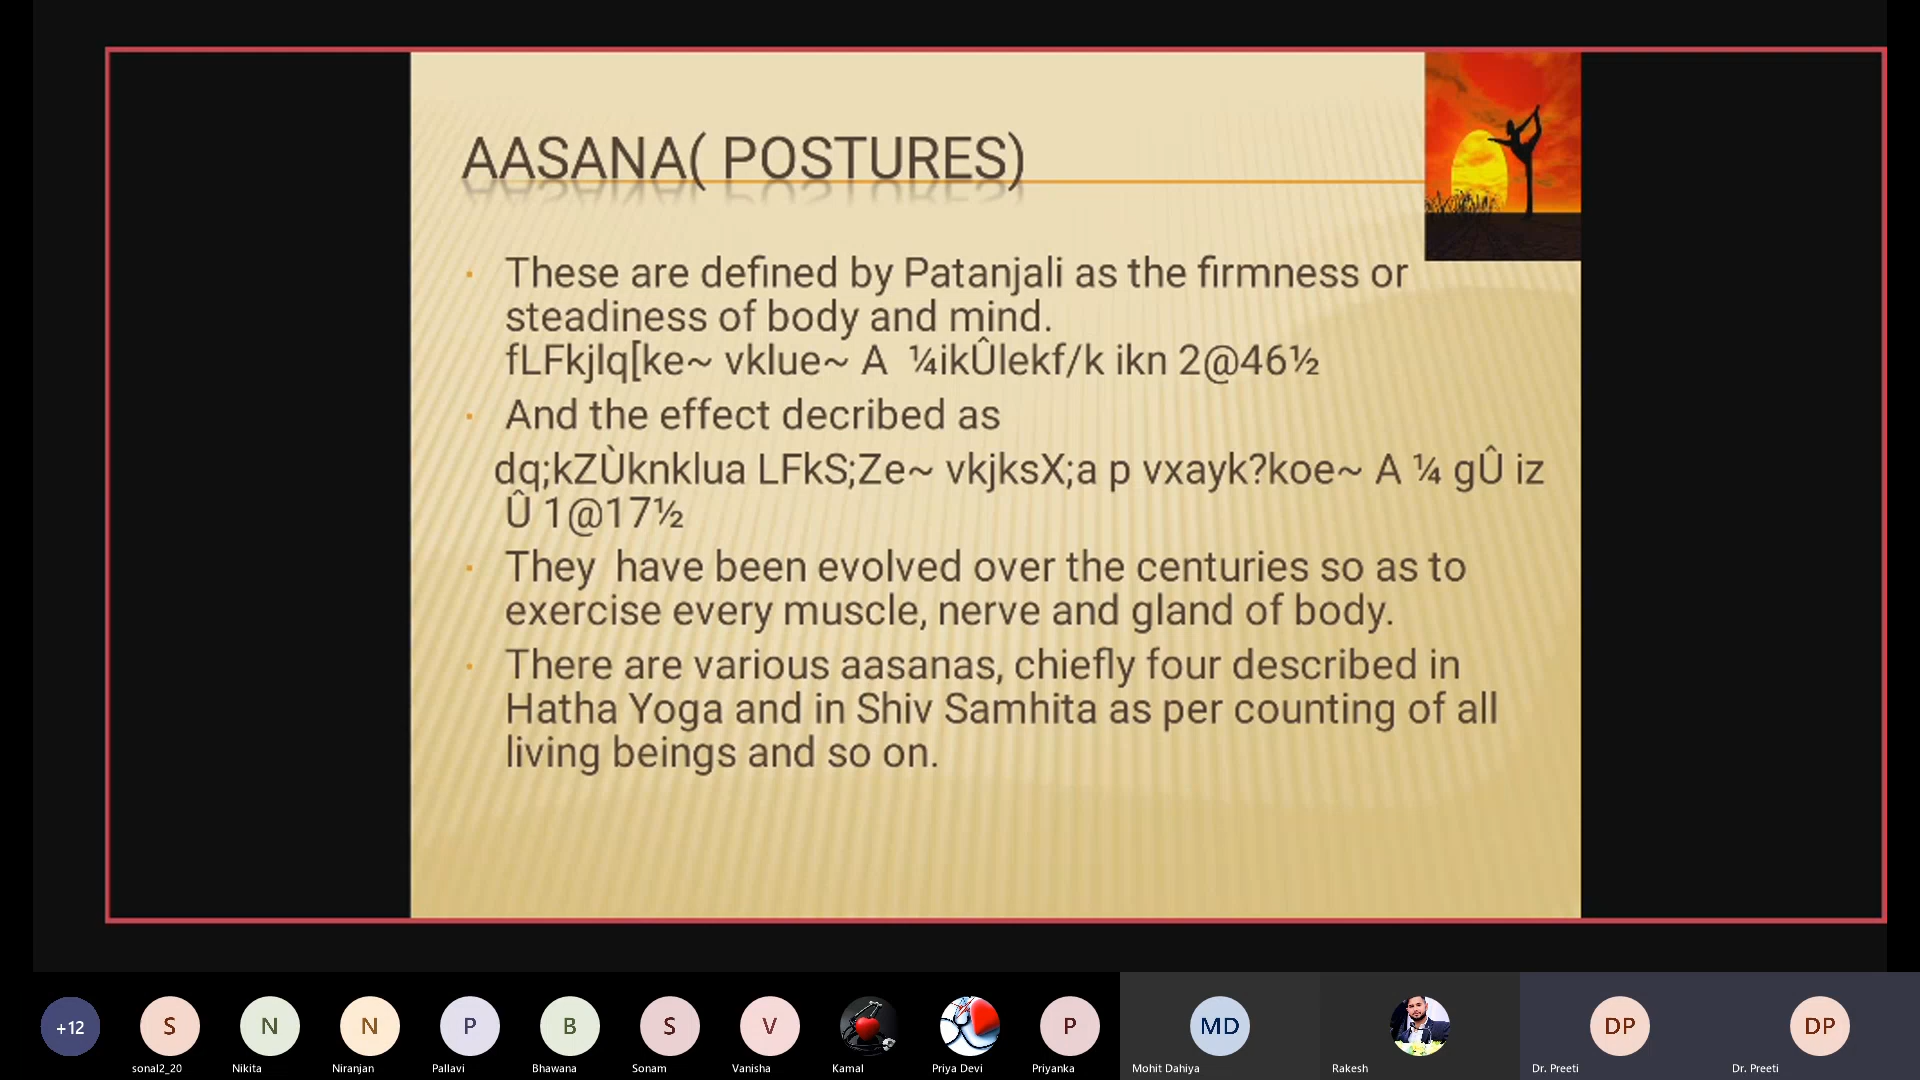 AASANA( POSTURES)
· These are defined by Patanjali as the firmness or
steadiness of body and mind.
fLFkjlq[ke~ vklue~ A ¼ikÛlekf/k ikn 2@46½
· And the effect decribed as
dq;kZÙknklua LFkS;Ze~ vkjksX;a p vxayk?koe~ A ¼ gÛ iz
Û 1@17½
· They have been evolved over the centuries so as to
exercise every muscle, nerve and gland of body.
· There are various aasanas, chiefly four described in
Hatha Yoga and in Shiv Samhita as per counting of all
living beings and so on.
+12 S N N P B S V P MD DP DP
sonal2_20 Nikita Niranjan Pallavi Bhawana Sonam Vanisha Kamal Priya Devi Priyanka Mohit Dahiya Rakesh Dr. Preeti Dr. Preeti